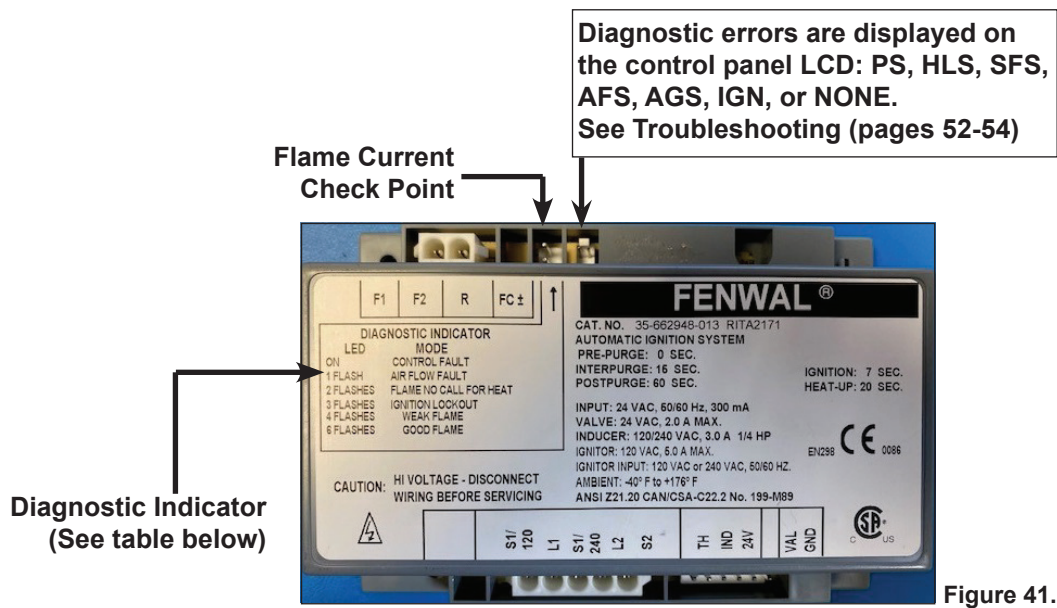 Diagnostic errors are displayed on
the control panel LCD: PS, HLS, SFS,
AFS, AGS, IGN, or NONE.
See Troubleshooting (pages 52-54)
Flame Current
Check Point
F1 F2 R FC ± ↑
DIAGNOSTIC INDICATOR
LED MODE
ON CONTROL FAULT
1 FLASH AIR FLOW FAULT
2 FLASHES FLAME NO CALL FOR HEAT
3 FLASHES IGNITION LOCKOUT
4 FLASHES WEAK FLAME
6 FLASHES GOOD FLAME
CAUTION: HI VOLTAGE - DISCONNECT
WIRING BEFORE SERVICING
FENWAL ®
CAT. NO. 35-662948-013 RITA2171
AUTOMATIC IGNITION SYSTEM
PRE-PURGE: 0 SEC.
INTERPURGE: 15 SEC.
POSTPURGE: 60 SEC.
IGNITION: 7 SEC.
HEAT-UP: 20 SEC.
INPUT: 24 VAC, 50/60 Hz, 300 mA
VALVE: 24 VAC, 2.0 A MAX.
INDUCER: 120/240 VAC, 3.0 A 1/4 HP
IGNITOR: 120 VAC, 5.0 A MAX.
IGNITOR INPUT: 120 VAC or 240 VAC, 50/60 HZ.
AMBIENT: -40° F to +176° F
ANSI Z21.20 CAN/CSA-C22.2 No. 199-M89
EN298 CE 0086
S1/120 L1 S1/240 L2 S2 TH IND 24V VAL GND
C SA ® US
Diagnostic Indicator
(See table below)
Figure 41.